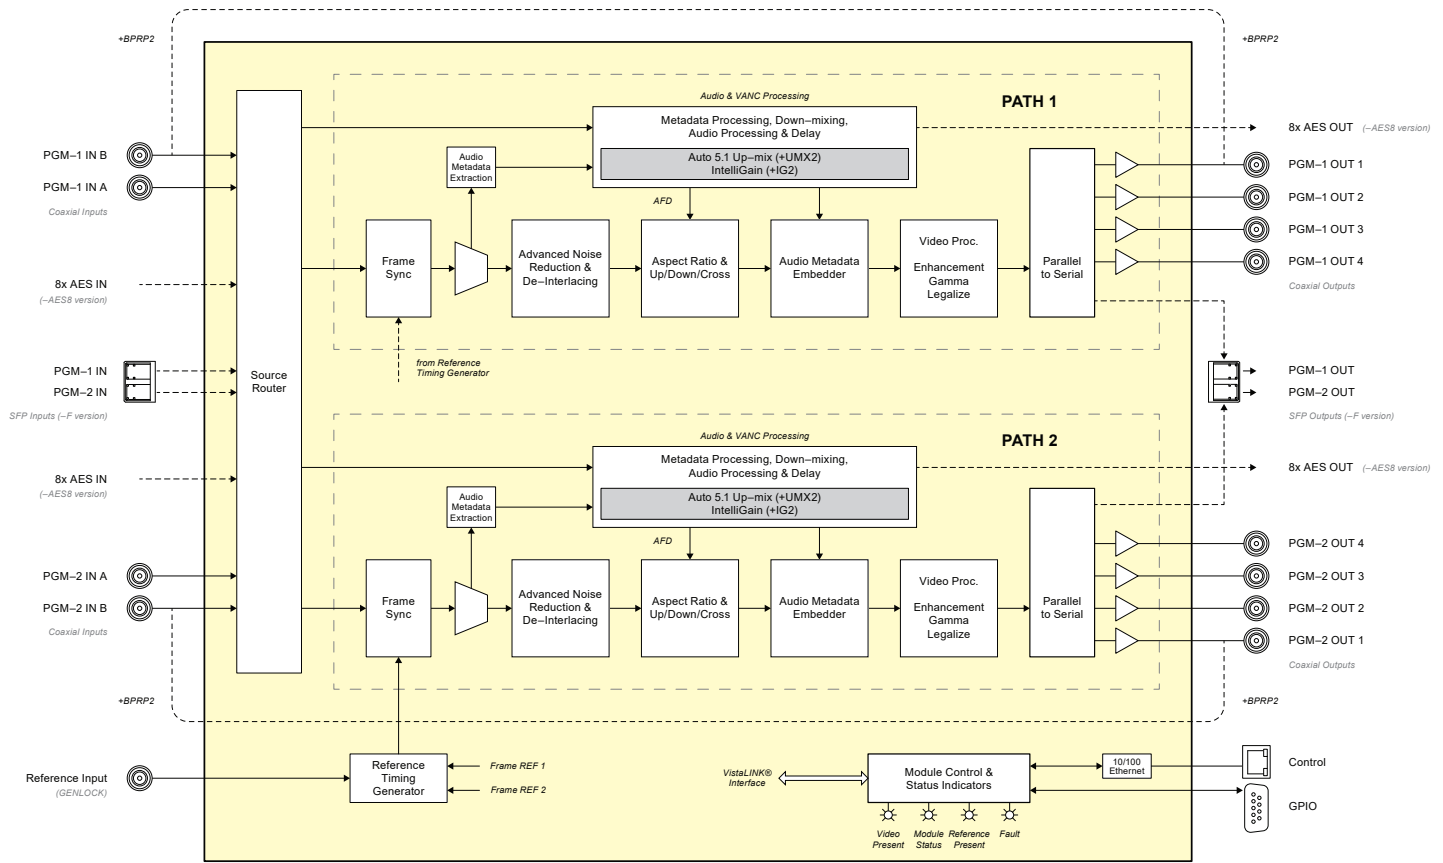 +BPRP2
+BPRP2
Audio & VANC Processing
PATH 1
Metadata Processing, Down–mixing,
Audio Processing & Delay
8x AES OUT (–AES8 version)
PGM–1 IN B
Audio
Metadata
Extraction
Auto 5.1 Up–mix (+UMX2)
IntelliGain (+IG2)
PGM–1 OUT 1
PGM–1 IN A
PGM–1 OUT 2
Coaxial Inputs
AFD
PGM–1 OUT 3
Frame
Sync
Advanced Noise
Reduction &
De–Interlacing
Aspect Ratio &
Up/Down/Cross
Audio Metadata
Embedder
Video Proc.
Enhancement
Gamma
Legalize
Parallel
to Serial
PGM–1 OUT 4
Coaxial Outputs
8x AES IN
(–AES8 version)
from Reference
Timing Generator
PGM–1 IN
PGM–2 IN
SFP Inputs (–F version)
Source
Router
PGM–1 OUT
PGM–2 OUT
SFP Outputs (–F version)
Audio & VANC Processing
PATH 2
Metadata Processing, Down–mixing,
Audio Processing & Delay
8x AES OUT (–AES8 version)
8x AES IN
(–AES8 version)
Audio
Metadata
Extraction
Auto 5.1 Up–mix (+UMX2)
IntelliGain (+IG2)
AFD
PGM–2 OUT 4
PGM–2 IN A
PGM–2 OUT 3
PGM–2 IN B
PGM–2 OUT 2
Coaxial Inputs
Frame
Sync
Advanced Noise
Reduction &
De–Interlacing
Aspect Ratio &
Up/Down/Cross
Audio Metadata
Embedder
Video Proc.
Enhancement
Gamma
Legalize
Parallel
to Serial
PGM–2 OUT 1
Coaxial Outputs
+BPRP2
+BPRP2
Reference Input
(GENLOCK)
Reference
Timing
Generator
Frame REF 1
Frame REF 2
VistaLINK®
Interface
Module Control &
Status Indicators
10/100
Ethernet
Control
GPIO
Video
Present
Module
Status
Reference
Present
Fault